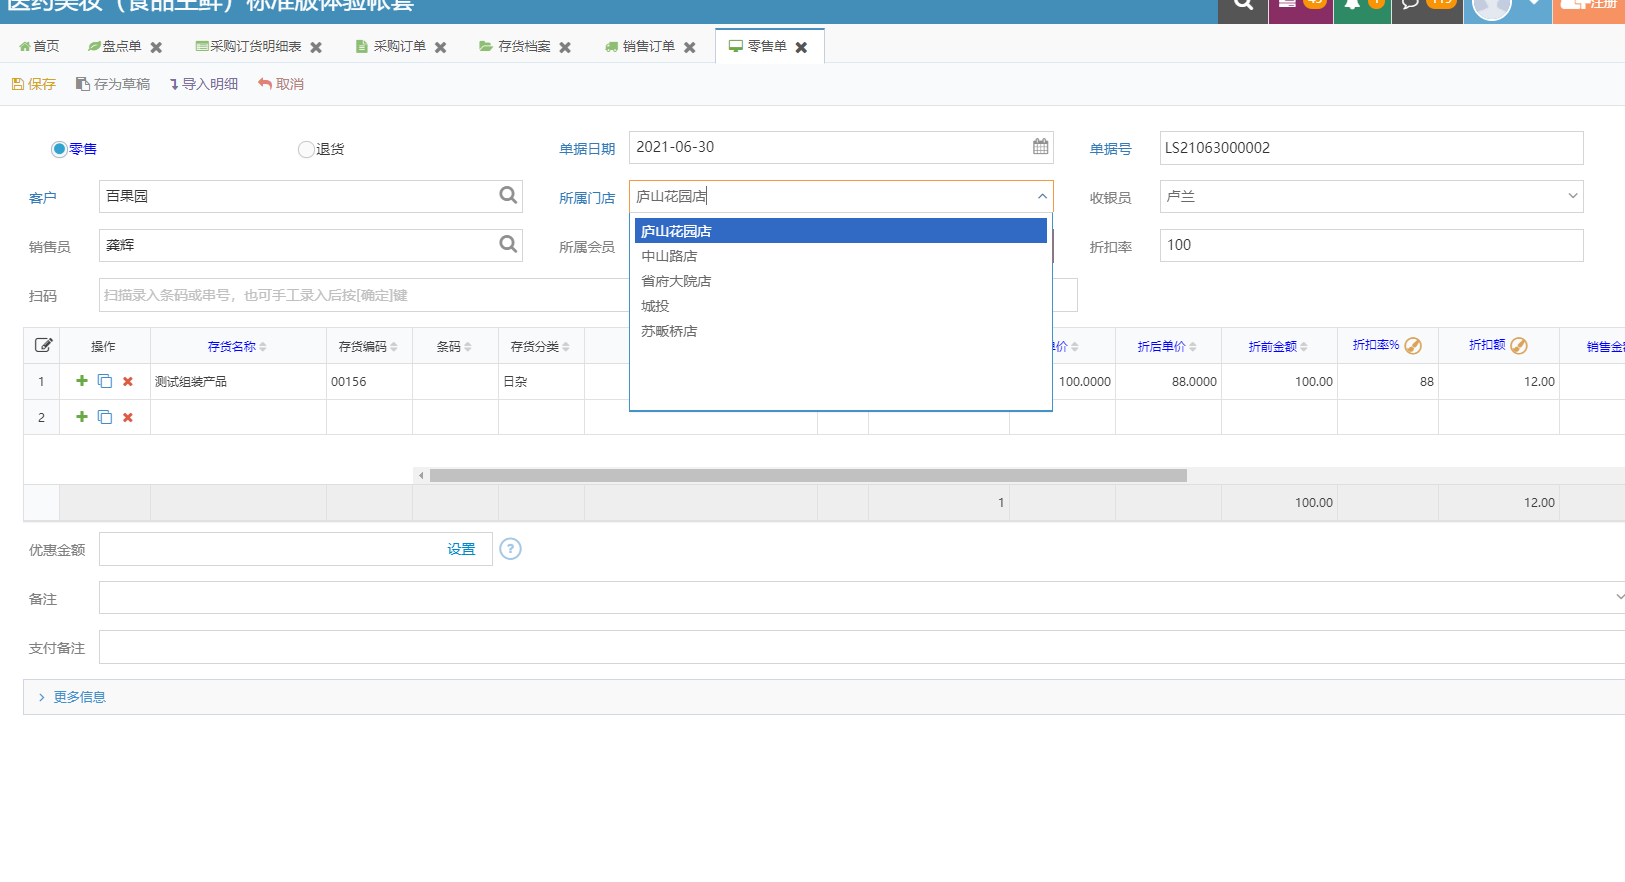 医药美妆（食品生鲜）标准版体验帐套
注册
首页 盘点单 采购订货明细表 采购订单 存货档案 销售订单 零售单
保存 存为草稿 导入明细 取消
零售 退货 单据日期 2021-06-30 单据号 LS21063000002
客户 百果园 所属门店 庐山花园店 收银员 卢兰
庐山花园店
销售员 龚辉 所属会员 折扣率 100
中山路店
省府大院店
扫码 扫描录入条码或串号，也可手工录入后按[确定]键
城投
苏畈桥店
操作 存货名称 存货编码 条码 存货分类 价 折后单价 折前金额 折扣率% 折扣额 销售金
1 测试组装产品 00156 日杂 100.0000 88.0000 100.00 88 12.00
2
1 100.00 12.00
优惠金额 设置 ?
备注
支付备注
更多信息